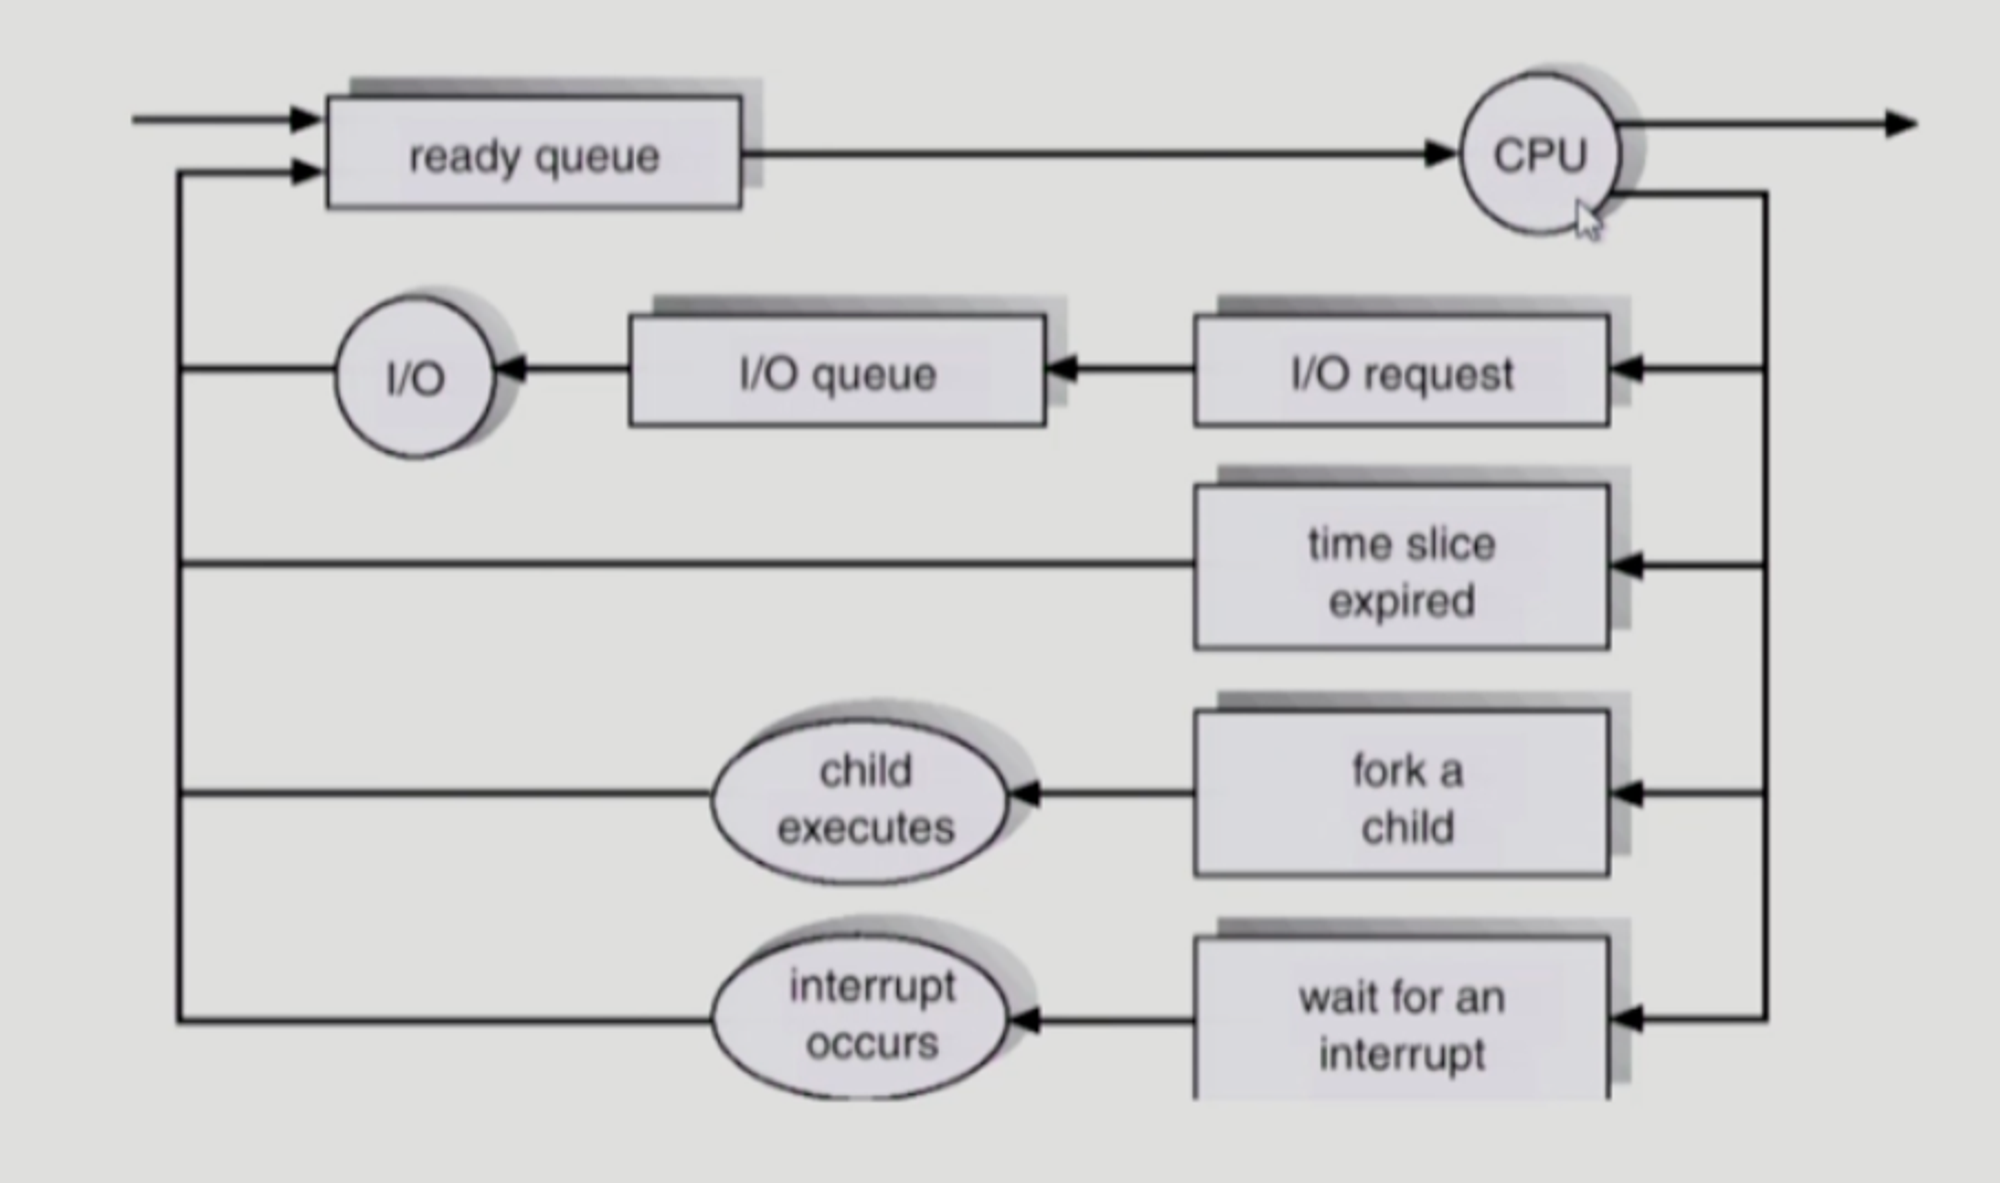 ready queue
CPU
I/O
I/O queue
I/O request
time slice
expired
child
executes
fork a
child
interrupt
occurs
wait for an
interrupt